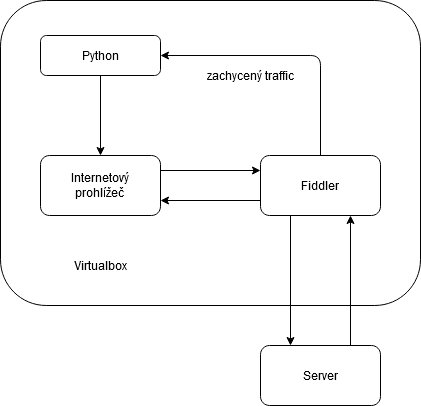 Python
zachycený traffic
Internetový
prohlížeč
Fiddler
Virtualbox
Server